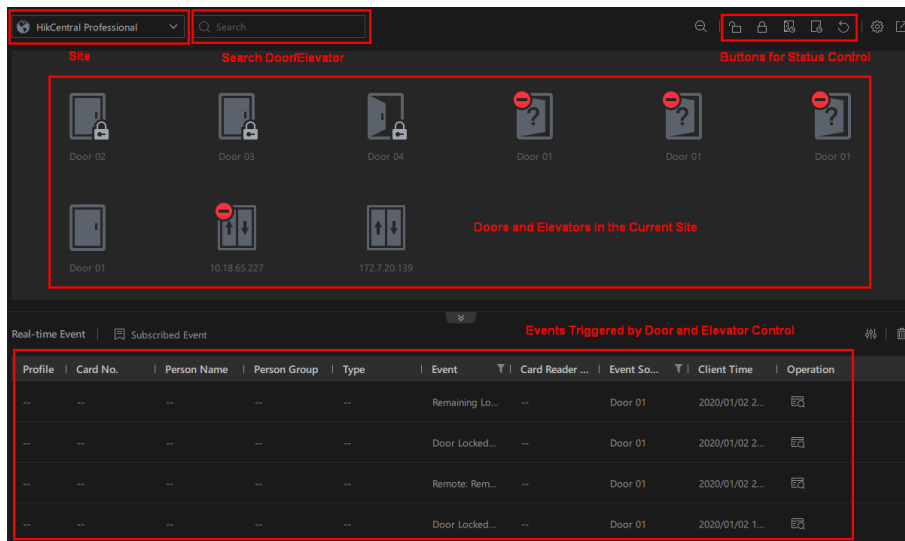 HikCentral Professional Search
Site Search Door/Elevator Buttons for Status Control
Door 02 Door 03 Door 04 Door 01 Door 01 Door 01
Doors and Elevators in the Current Site
Door 01 10.18.65.227 172.7.20.139
Real-time Event Subscribed Event Events Triggered by Door and Elevator Control
Profile Card No. Person Name Person Group Type Event Card Reader ... Event So... Client Time Operation
-- -- -- -- -- Remaining Lo... -- Door 01 2020/01/02 2...
-- -- -- -- -- Door Locked... -- Door 01 2020/01/02 2...
-- -- -- -- -- Remote: Rem... -- Door 01 2020/01/02 2...
-- -- -- -- -- Door Locked... -- Door 01 2020/01/02 1...